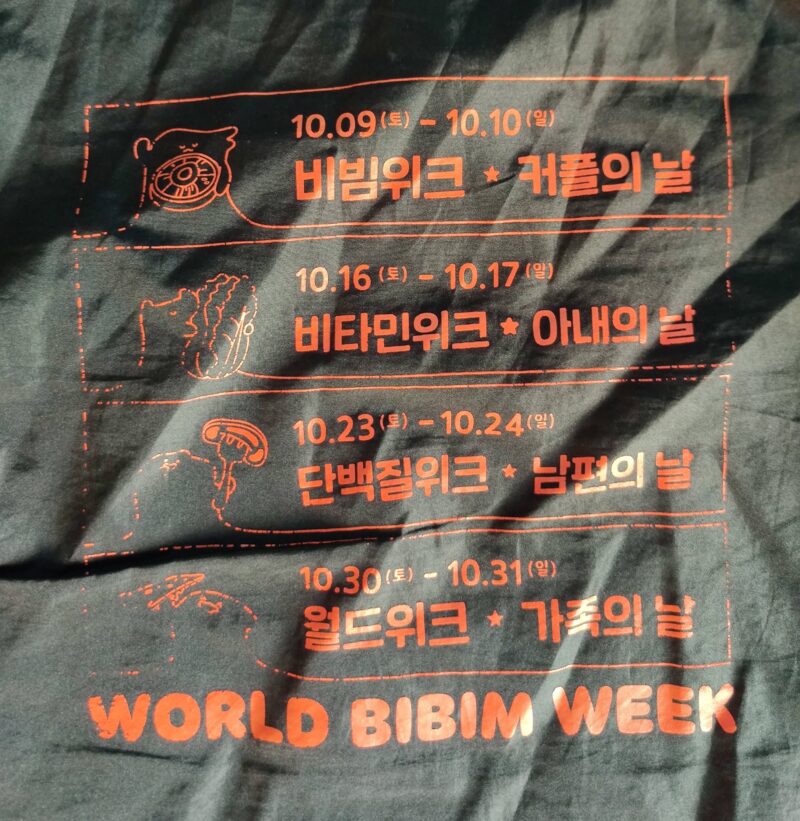 10.09(토) - 10.10(일)
비빔위크 ★ 커플의 날
10.16(토) - 10.17(일)
비타민위크 ★ 아내의 날
10.23(토) - 10.24(일)
단백질위크 ★ 남편의 날
10.30(토) - 10.31(일)
월드위크 ★ 가족의 날
WORLD BIBIM WEEK